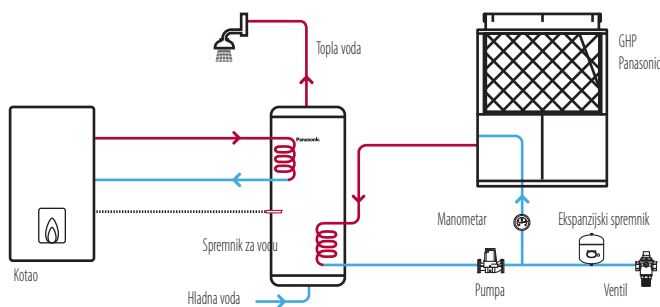 Topla voda
GHP
Panasonic
Panasonic
Manometar
Ekspanzijski spremnik
Spremnik za vodu
Kotao
Pumpa
Ventil
Hladna voda